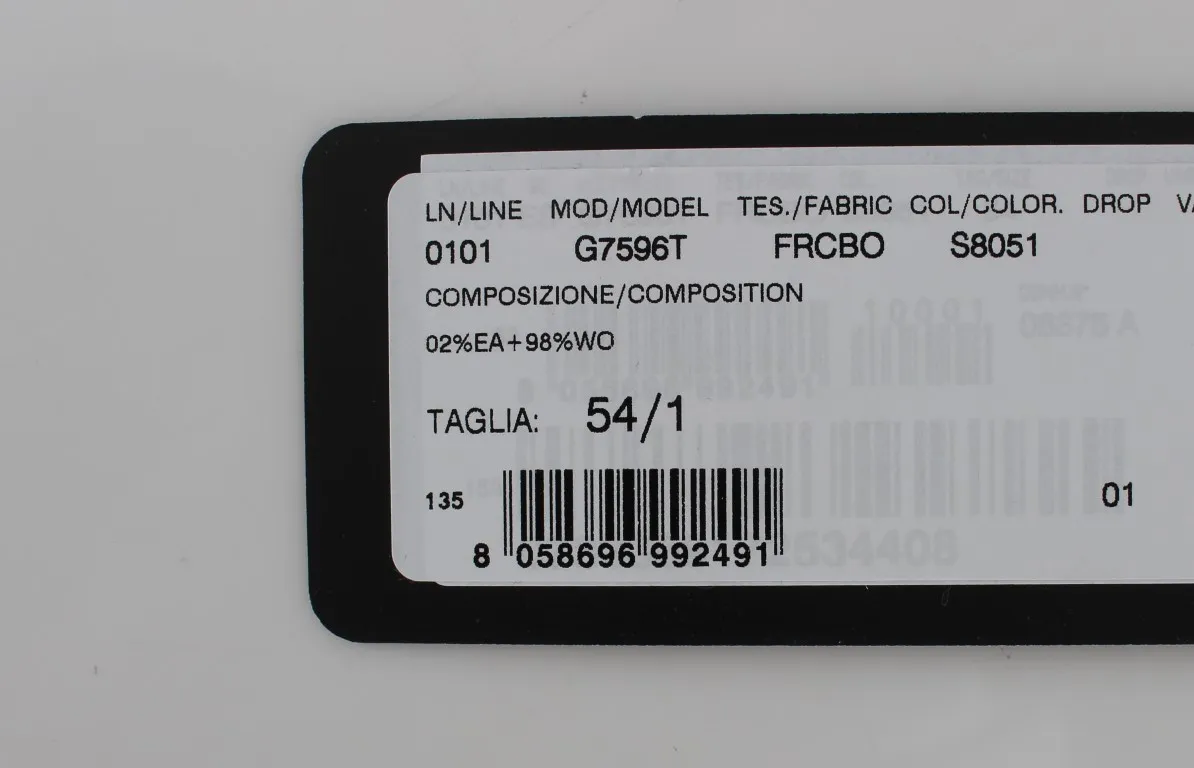 LN/LINE MOD/MODEL TES./FABRIC COL/COLOR. DROP
0101 G7596T FRCBO S8051
COMPOSIZIONE/COMPOSITION
02%EA+98%WO
TAGLIA: 54/1
135
01
8 058696 992491